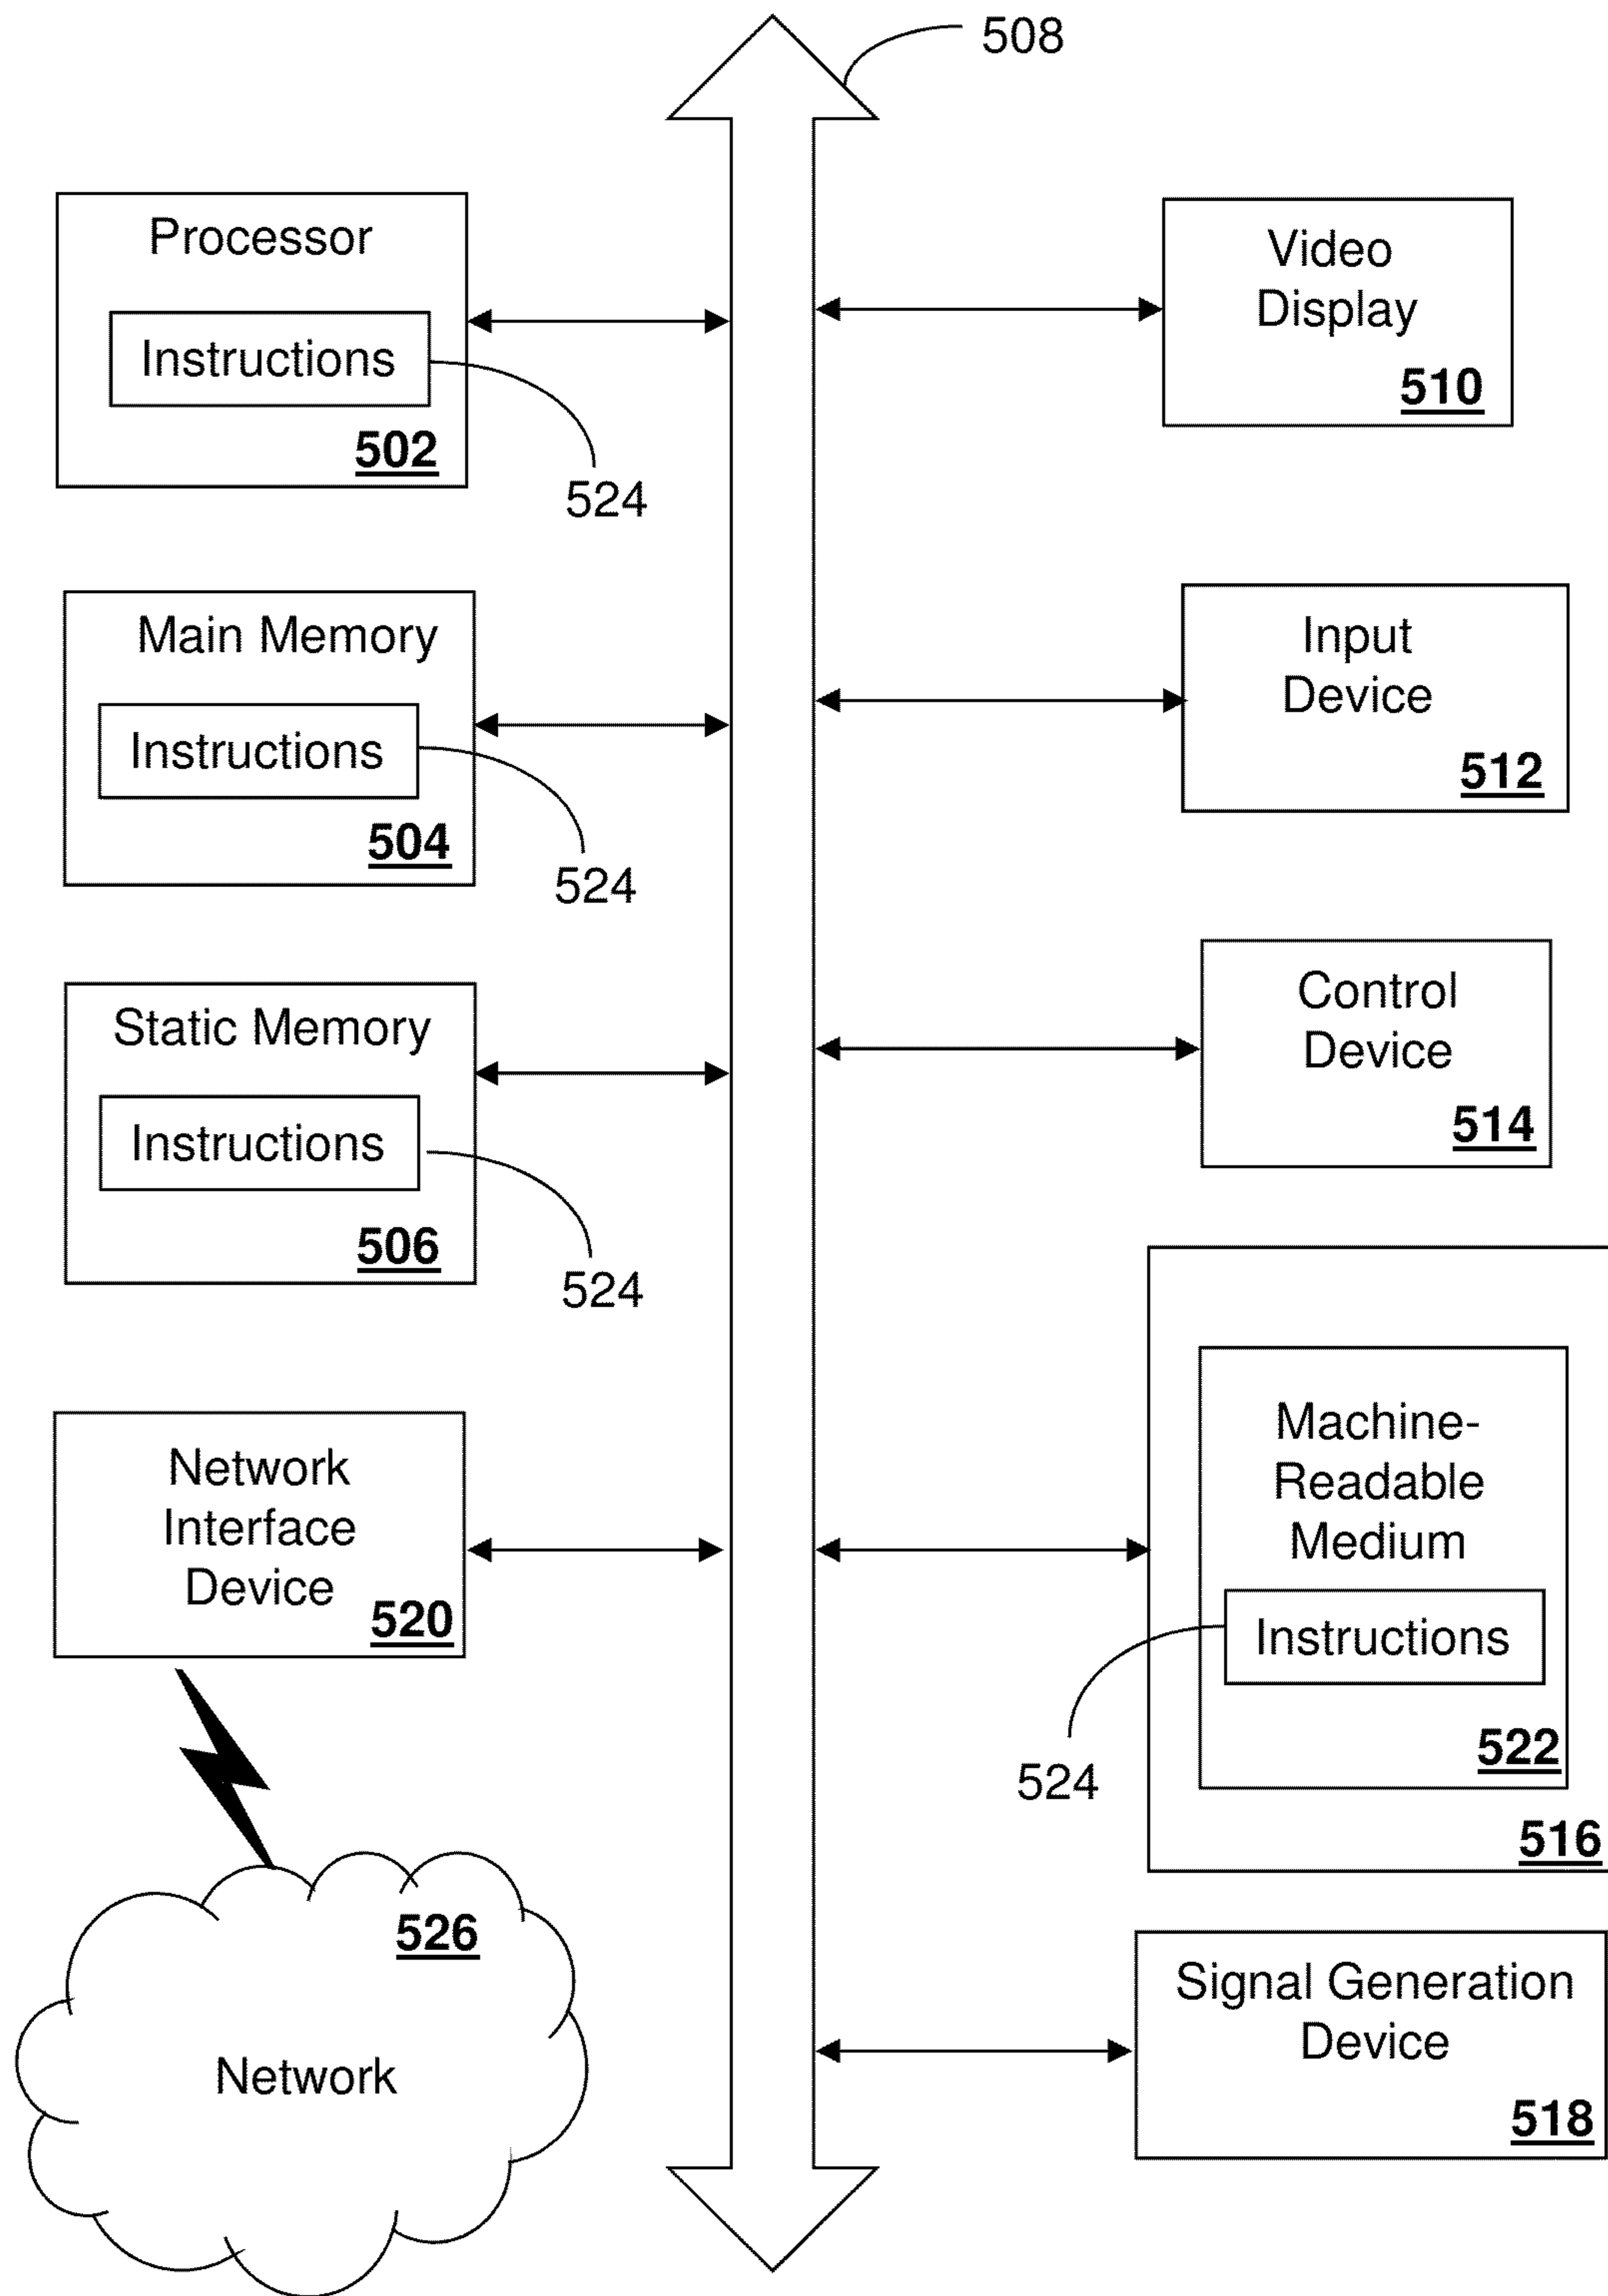 508
Processor
Instructions
502
524
Main Memory
Instructions
504
524
Static Memory
Instructions
506
524
Network
Interface
Device
520
526
Network
Video
Display
510
Input
Device
512
Control
Device
514
Machine-
Readable
Medium
Instructions
522
524
516
Signal Generation
Device
518